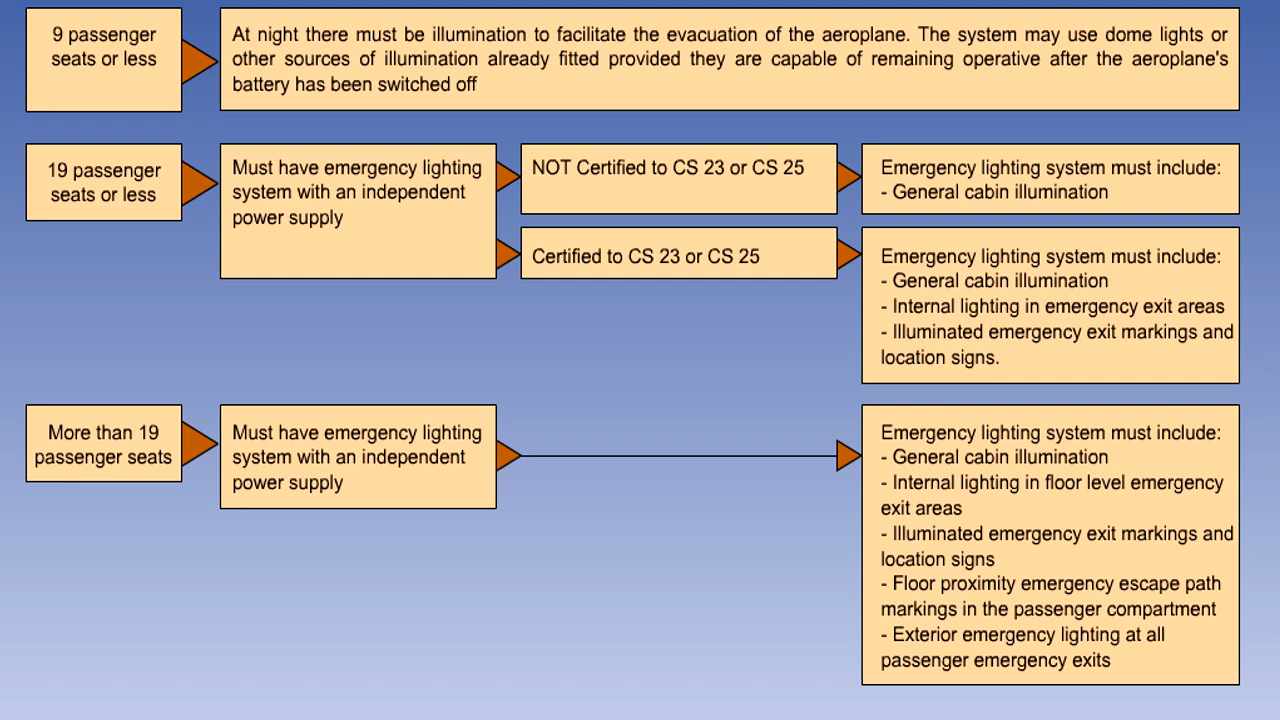 9 passenger
seats or less
At night there must be illumination to facilitate the evacuation of the aeroplane. The system may use dome lights or
other sources of illumination already fitted provided they are capable of remaining operative after the aeroplane's
battery has been switched off
19 passenger
seats or less
Must have emergency lighting
system with an independent
power supply
NOT Certified to CS 23 or CS 25
Emergency lighting system must include:
- General cabin illumination
Certified to CS 23 or CS 25
Emergency lighting system must include:
- General cabin illumination
- Internal lighting in emergency exit areas
- Illuminated emergency exit markings and
location signs.
More than 19
passenger seats
Must have emergency lighting
system with an independent
power supply
Emergency lighting system must include:
- General cabin illumination
- Internal lighting in floor level emergency
exit areas
- Illuminated emergency exit markings and
location signs
- Floor proximity emergency escape path
markings in the passenger compartment
- Exterior emergency lighting at all
passenger emergency exits